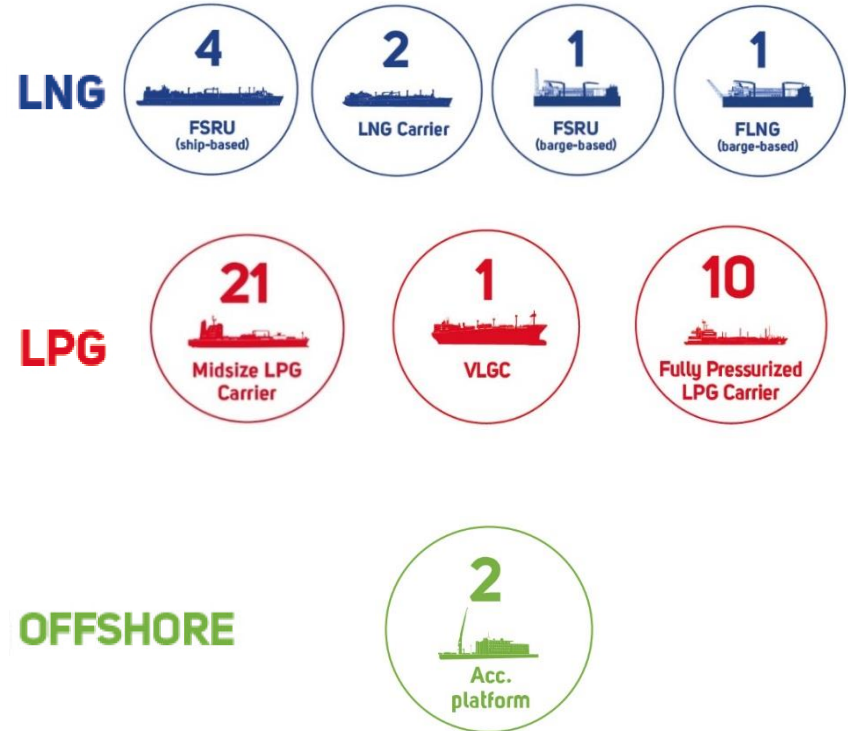 LNG
4
FSRU
(ship-based)
2
LNG Carrier
1
FSRU
(barge-based)
1
FLNG
(barge-based)
LPG
21
Midsize LPG
Carrier
1
VLGC
10
Fully Pressurized
LPG Carrier
OFFSHORE
2
Acc.
platform